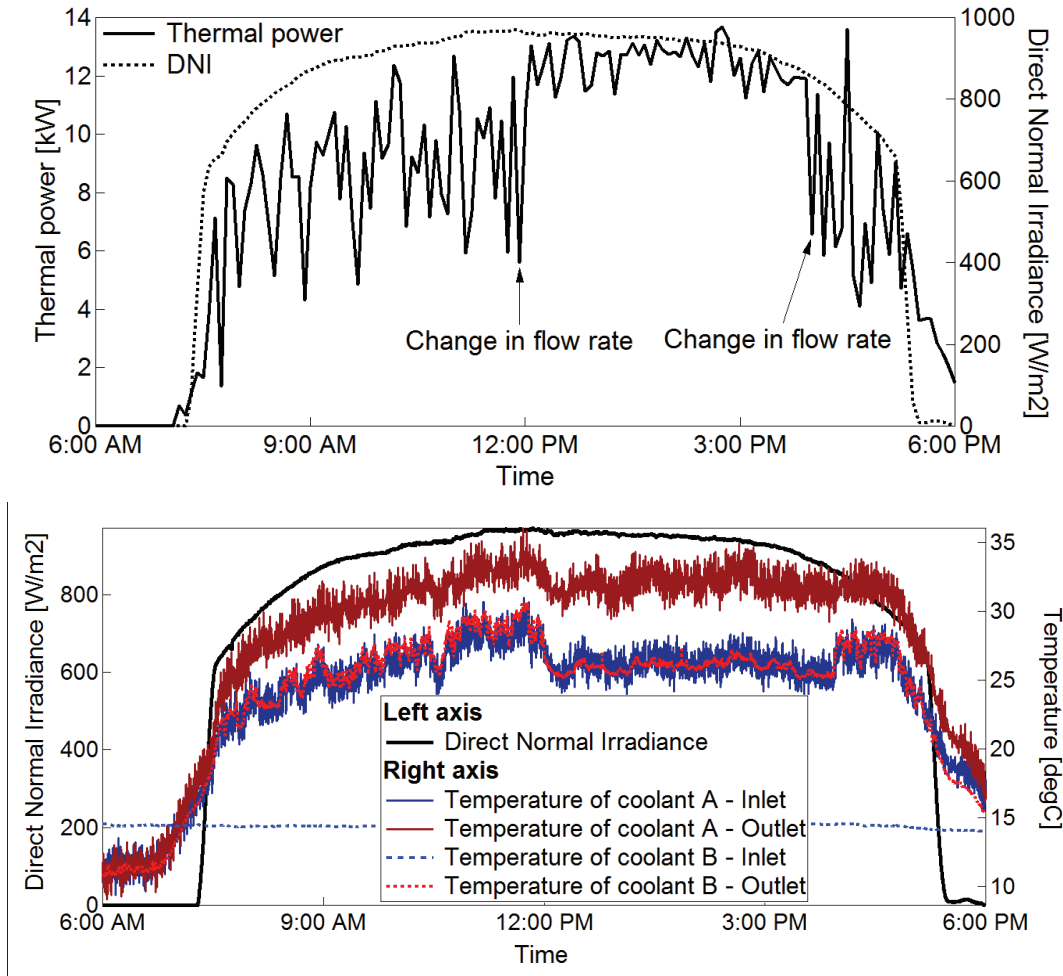 14
12
10
8
6
4
2
0
Thermal power [kW]
Thermal power
DNI
1000
800
600
400
200
0
Direct Normal
Irradiance [W/m2]
Change in flow rate
Change in flow rate
6:00 AM 9:00 AM 12:00 PM 3:00 PM 6:00 PM
Time
Direct Normal Irradiance [W/m2]
800
600
400
200
0
35
30
25
20
15
10
Temperature [degC]
Left axis
Direct Normal Irradiance
Right axis
Temperature of coolant A - Inlet
Temperature of coolant A - Outlet
Temperature of coolant B - Inlet
Temperature of coolant B - Outlet
6:00 AM 9:00 AM 12:00 PM 3:00 PM 6:00 PM
Time